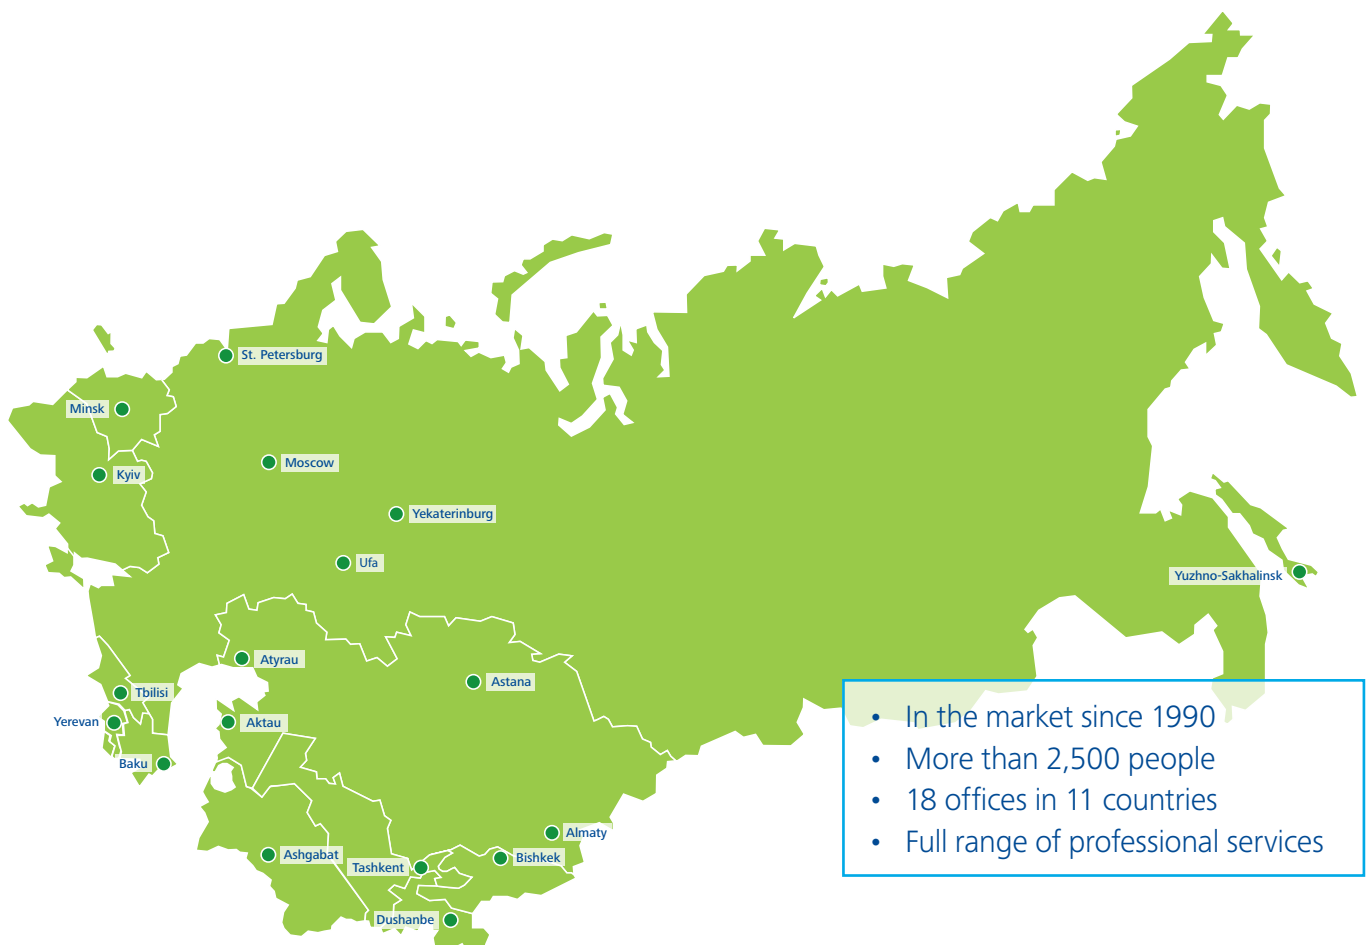 St. Petersburg
Minsk
Moscow
Kyiv
Yekaterinburg
Ufa
Yuzhno-Sakhalinsk
Atyrau
Astana
Tbilisi
Yerevan
Aktau
Baku
Almaty
Ashgabat
Bishkek
Tashkent
Dushanbe
• In the market since 1990
• More than 2,500 people
• 18 offices in 11 countries
• Full range of professional services